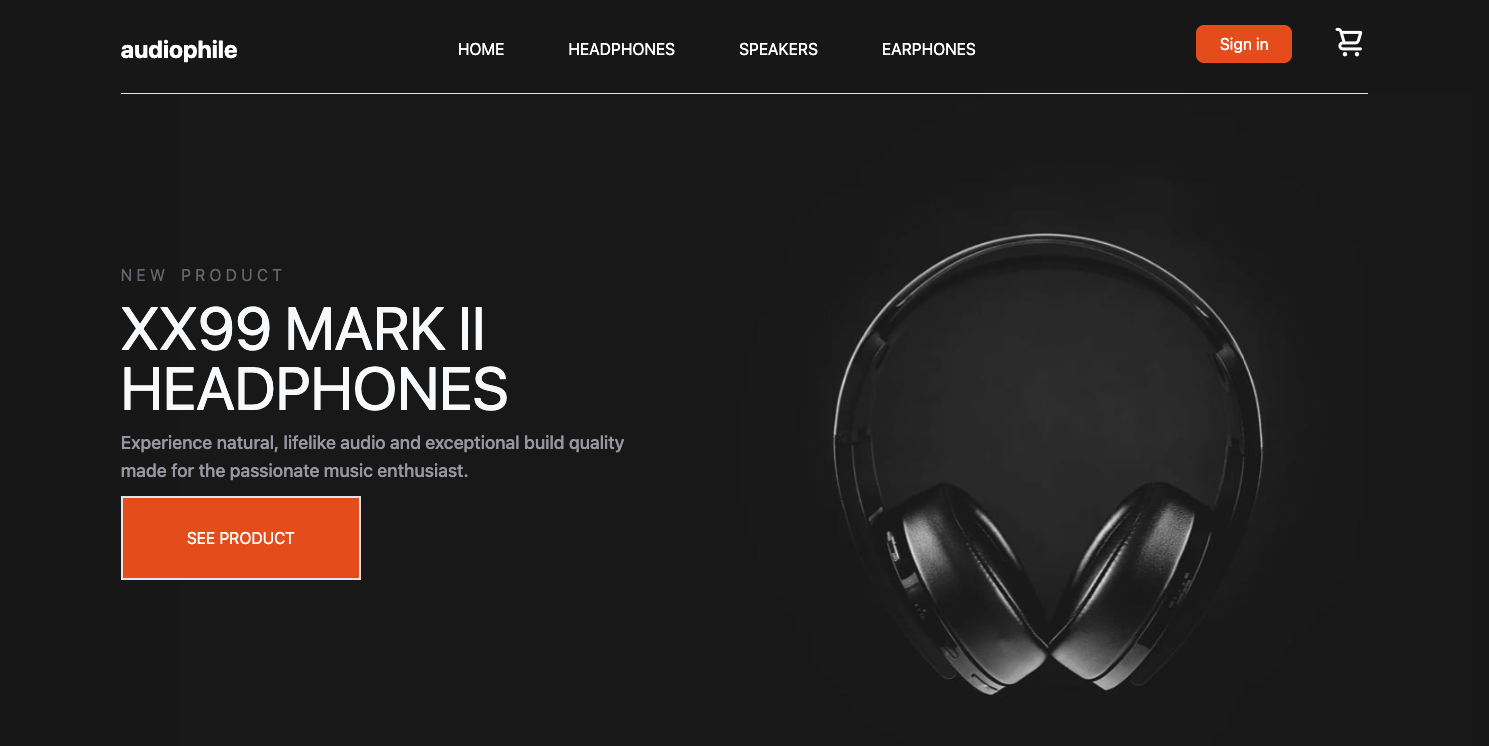 audiophile
HOME
HEADPHONES
SPEAKERS
EARPHONES
Sign in
NEW PRODUCT
XX99 MARK II
HEADPHONES
Experience natural, lifelike audio and exceptional build quality
made for the passionate music enthusiast.
SEE PRODUCT